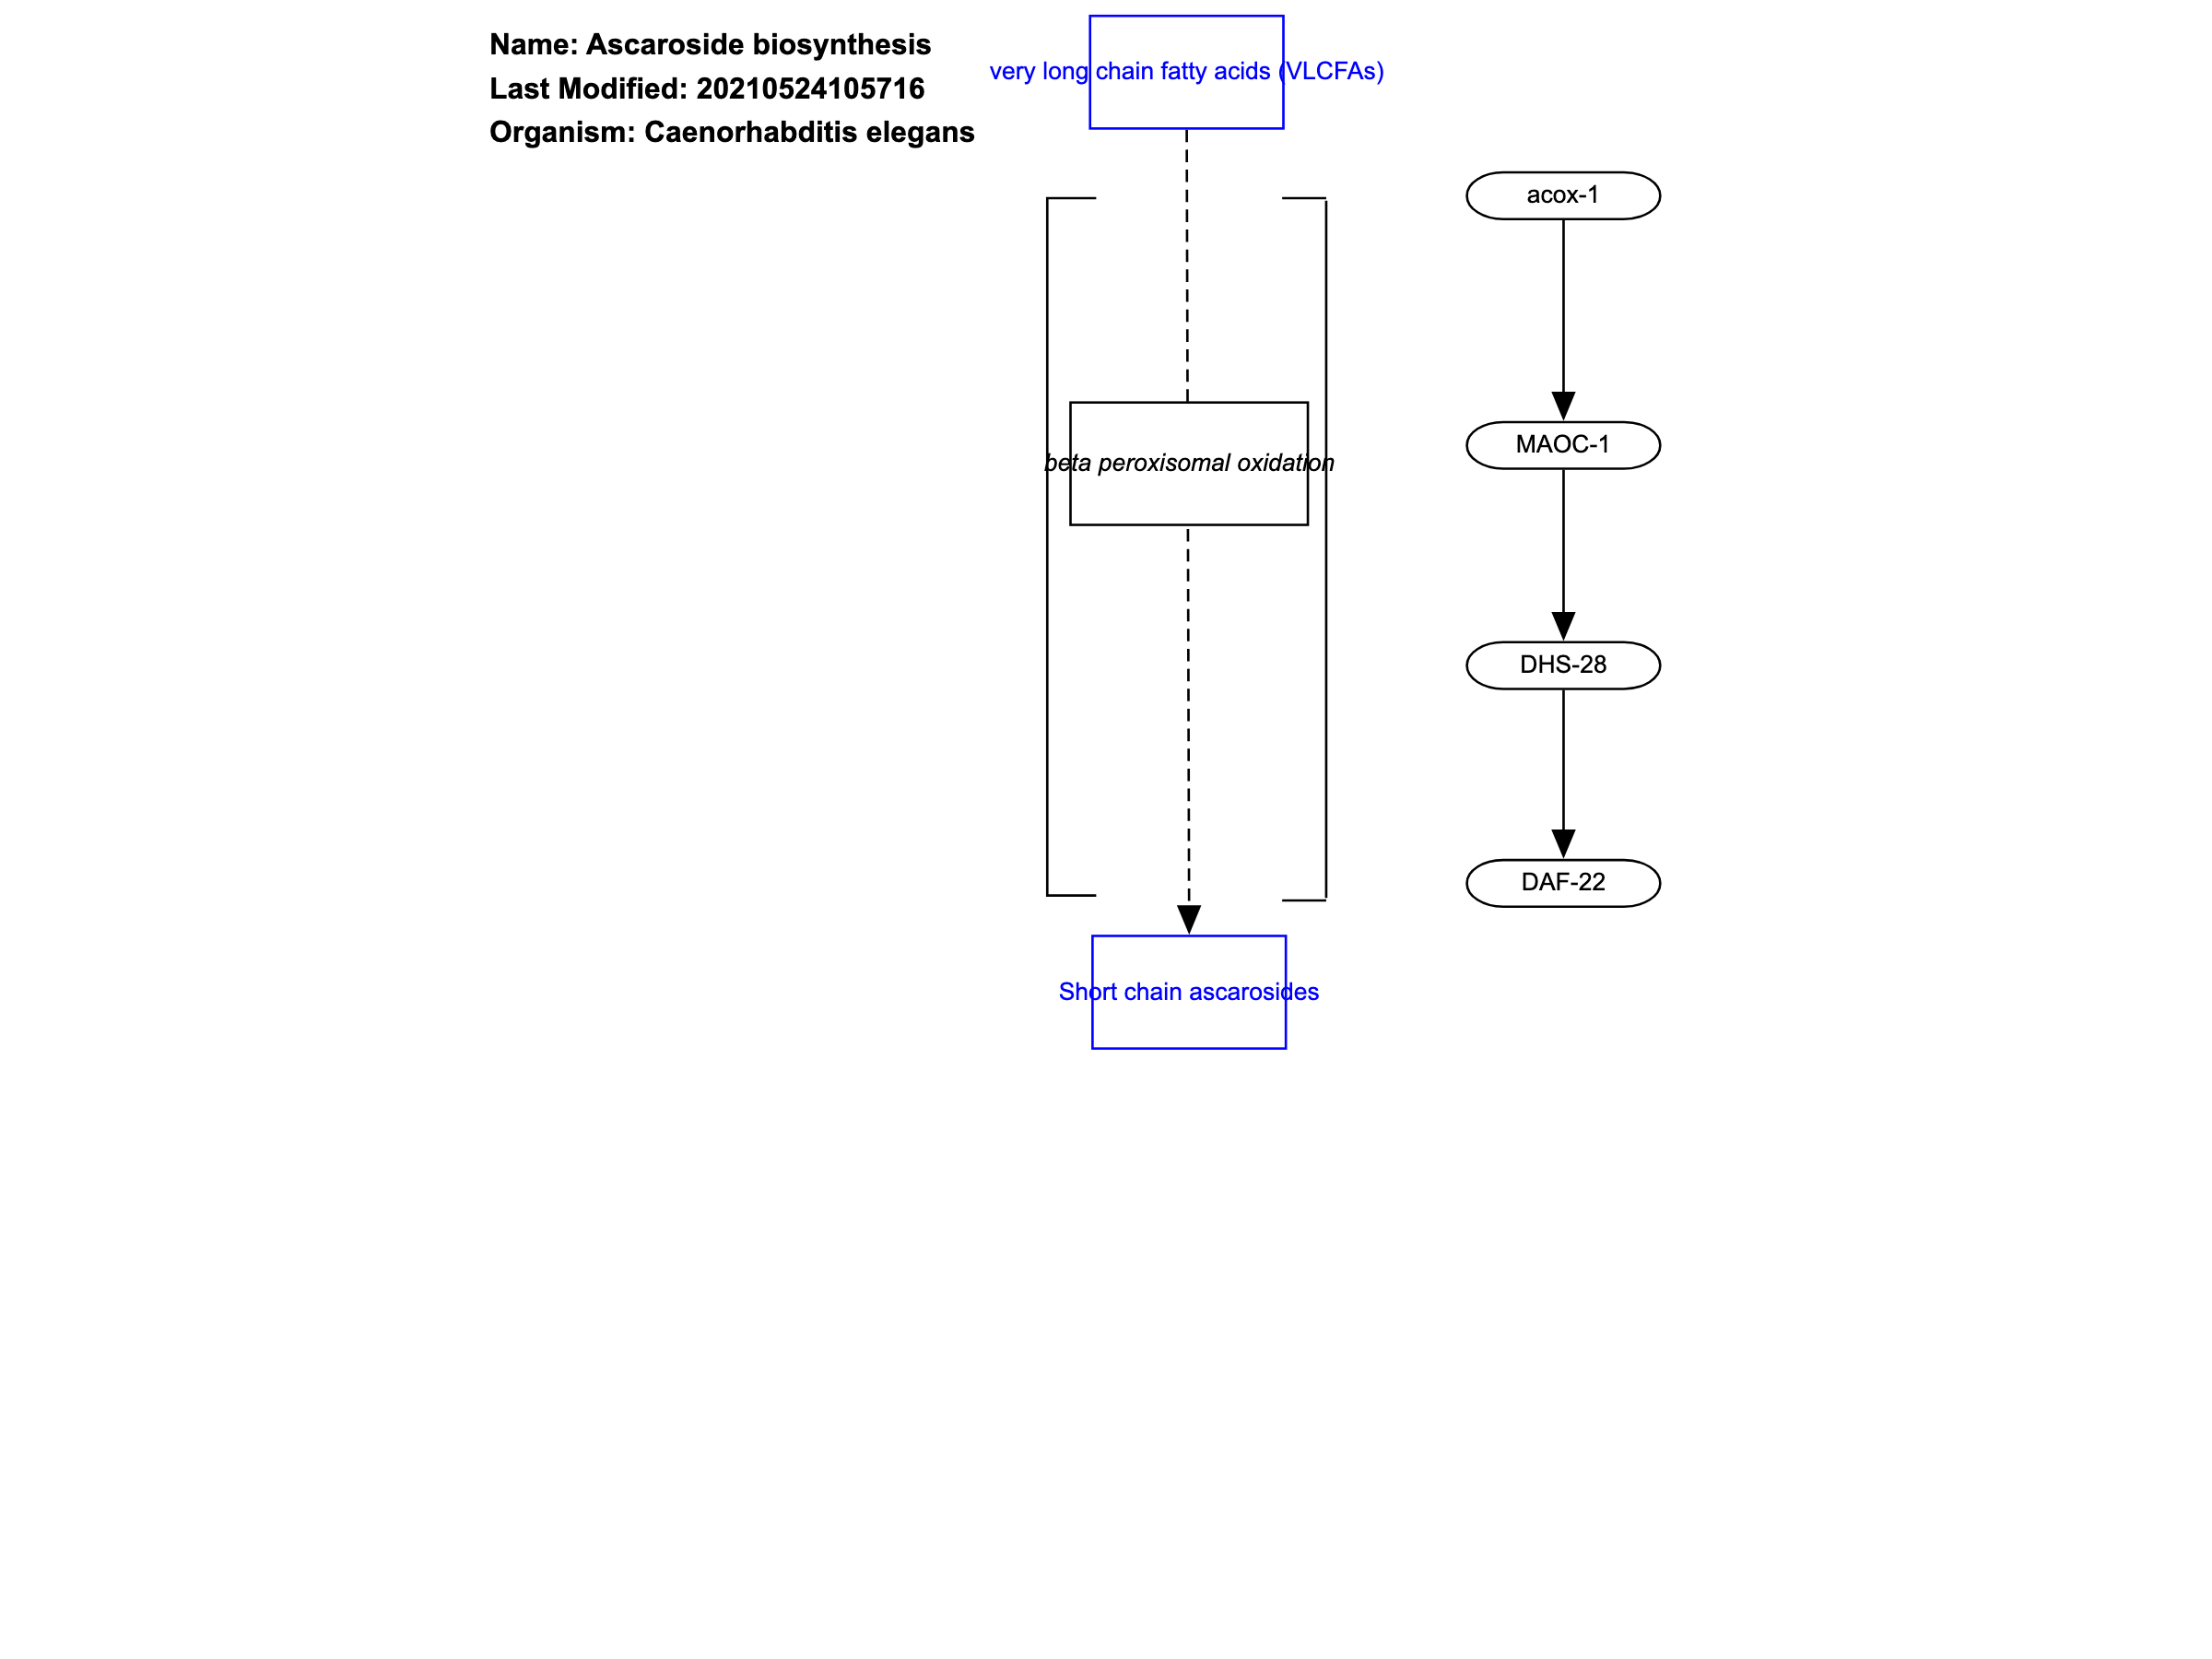 Name: Ascaroside biosynthesis
Last Modified: 20210524105716
Organism: Caenorhabditis elegans
very long chain fatty acids (VLCFAs)
acox-1
MAOC-1
beta peroxisomal oxidation
DHS-28
DAF-22
Short chain ascarosides